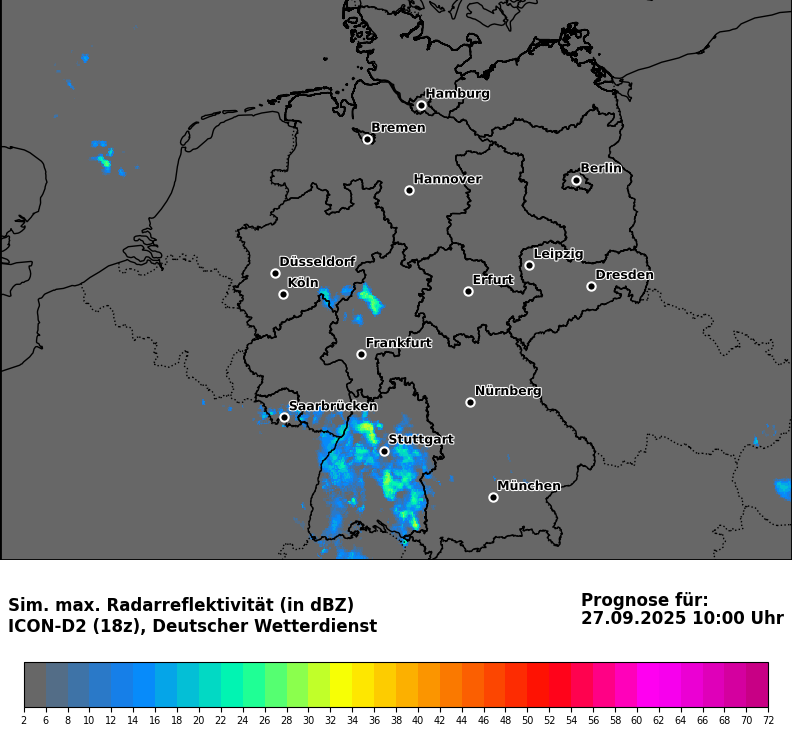 Hamburg
Bremen
Berlin
Hannover
Düsseldorf
Köln
Leipzig
Dresden
Erfurt
Frankfurt
Nürnberg
Saarbrücken
Stuttgart
München
Sim. max. Radarreflektivität (in dBZ)
ICON-D2 (18z), Deutscher Wetterdienst
Prognose für:
27.09.2025 10:00 Uhr
2 6 8 10 12 14 16 18 20 22 24 26 28 30 32 34 36 38 40 42 44 46 48 50 52 54 56 58 60 62 64 66 68 70 72